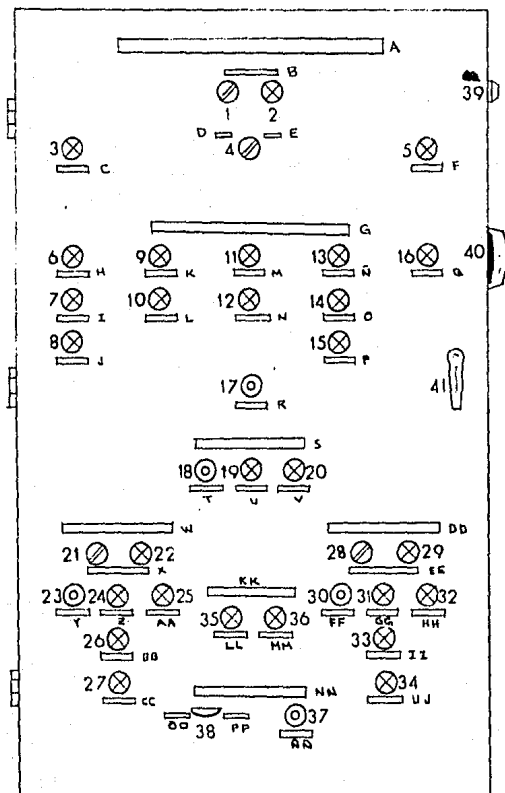 A
B
39
1 2
D E
4
3 5
C F
G
6 9 11 13 16 40
H K M Ñ Q
7 10 12 14
I L N O
8 15
J P
17 41
R
S
18 19 20
T U V
W DD
21 22 28 29
X EE
KK
23 24 25 30 31 32
Y Z AA FF GG HH
35 36
LL MM
26 33
BB II
27 34
CC JJ
NN
OO 38 PP 37